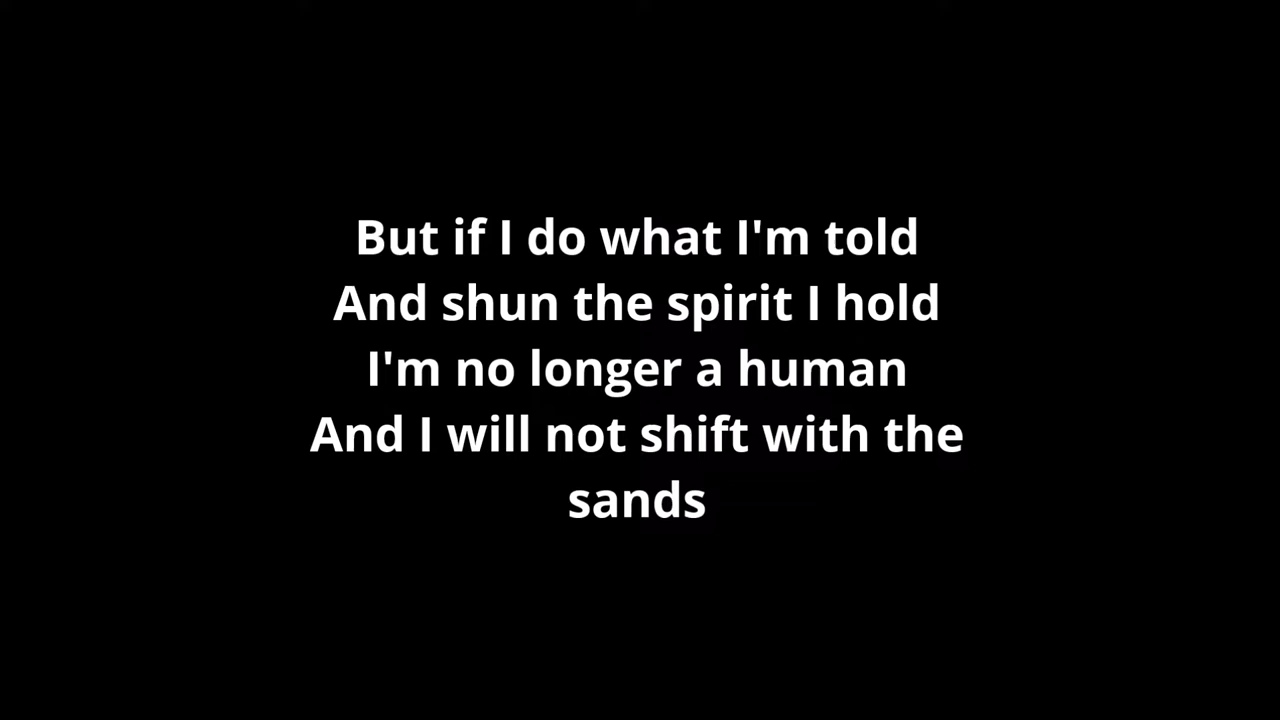 But if I do what I'm told
And shun the spirit I hold
I'm no longer a human
And I will not shift with the
sands